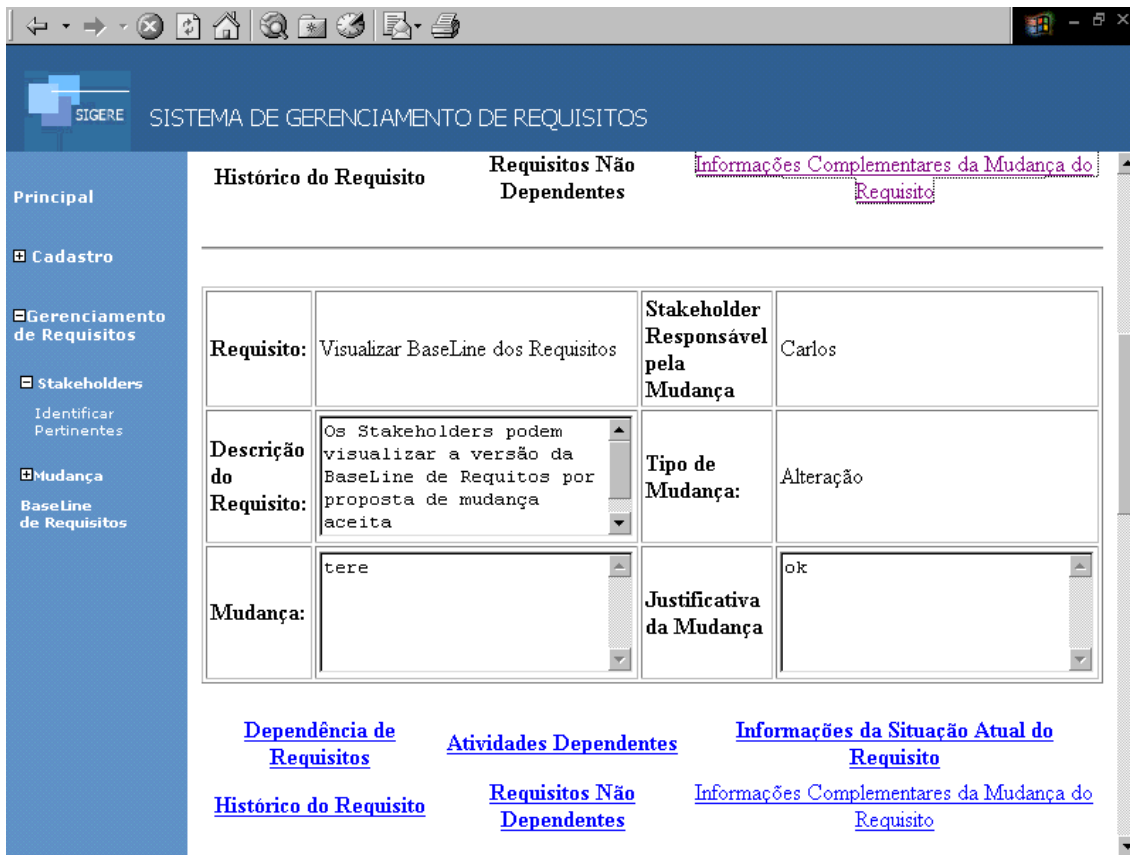 SIGERE
SISTEMA DE GERENCIAMENTO DE REQUISITOS
Principal
Cadastro
Gerenciamento
de Requisitos
Stakeholders
Identificar
Pertinentes
Mudança
BaseLine
de Requisitos
Histórico do Requisito
Requisitos Não
Dependentes
Informações Complementares da Mudança do
Requisito
Requisito:
Visualizar BaseLine dos Requisitos
Stakeholder
Responsável
pela
Mudança
Carlos
Descrição
do
Requisito:
Os Stakeholders podem
visualizar a versão da
BaseLine de Requitos por
proposta de mudança
aceita
Tipo de
Mudança:
Alteração
Mudança:
tere
Justificativa
da Mudança
ok
Dependência de
Requisitos
Atividades Dependentes
Informações da Situação Atual do
Requisito
Histórico do Requisito
Requisitos Não
Dependentes
Informações Complementares da Mudança do
Requisito